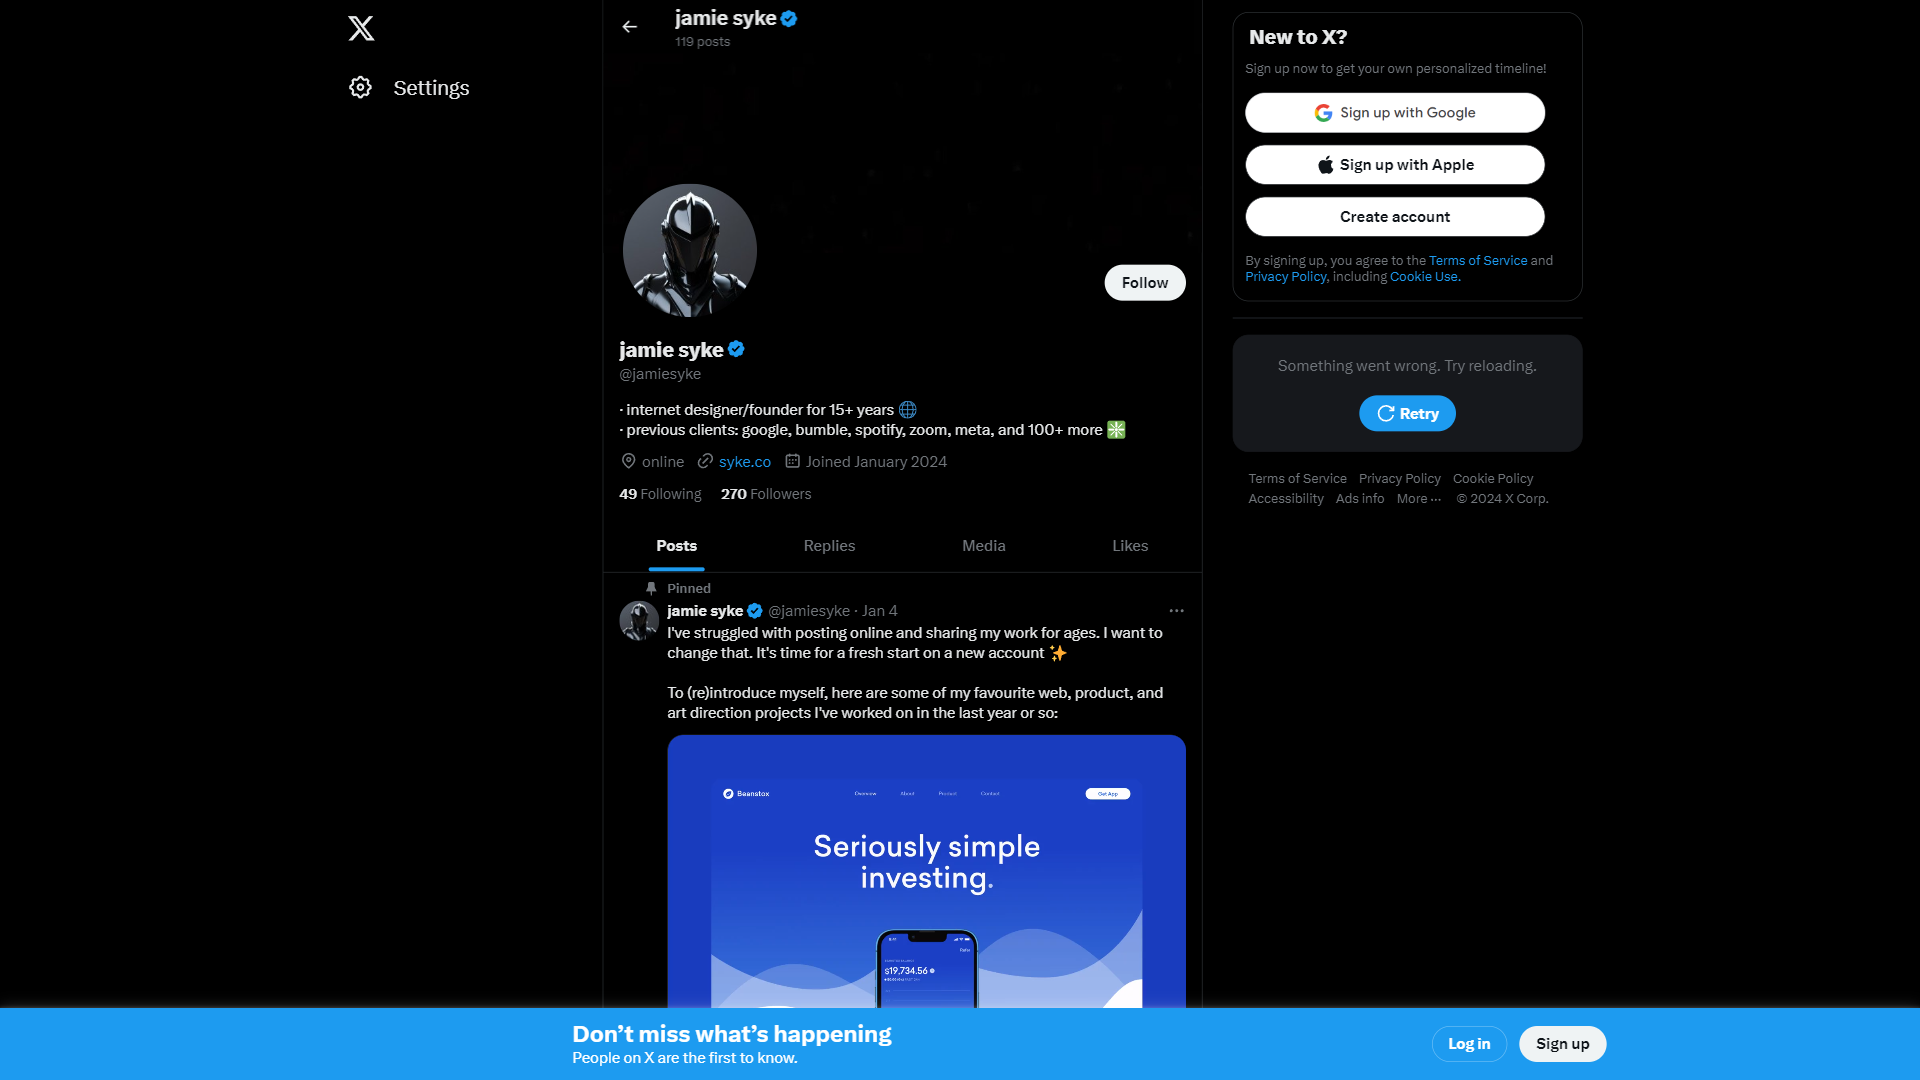 Settings
jamie syke
119 posts
Follow
jamie syke
@jamiesyke
· internet designer/founder for 15+ years 🌐
· previous clients: google, bumble, spotify, zoom, meta, and 100+ more ❇️
online syke.co Joined January 2024
49 Following 270 Followers
Posts Replies Media Likes
Pinned
jamie syke @jamiesyke · Jan 4
I've struggled with posting online and sharing my work for ages. I want to
change that. It's time for a fresh start on a new account ✨
To (re)introduce myself, here are some of my favourite web, product, and
art direction projects I've worked on in the last year or so:
Beanstox Overview About Product Contact Get App
Seriously simple
investing.
9:41
Refer
$19,734.56
New to X?
Sign up now to get your own personalized timeline!
Sign up with Google
Sign up with Apple
Create account
By signing up, you agree to the Terms of Service and
Privacy Policy, including Cookie Use.
Something went wrong. Try reloading.
Retry
Terms of Service Privacy Policy Cookie Policy
Accessibility Ads info More ··· © 2024 X Corp.
Don’t miss what’s happening
People on X are the first to know.
Log in Sign up